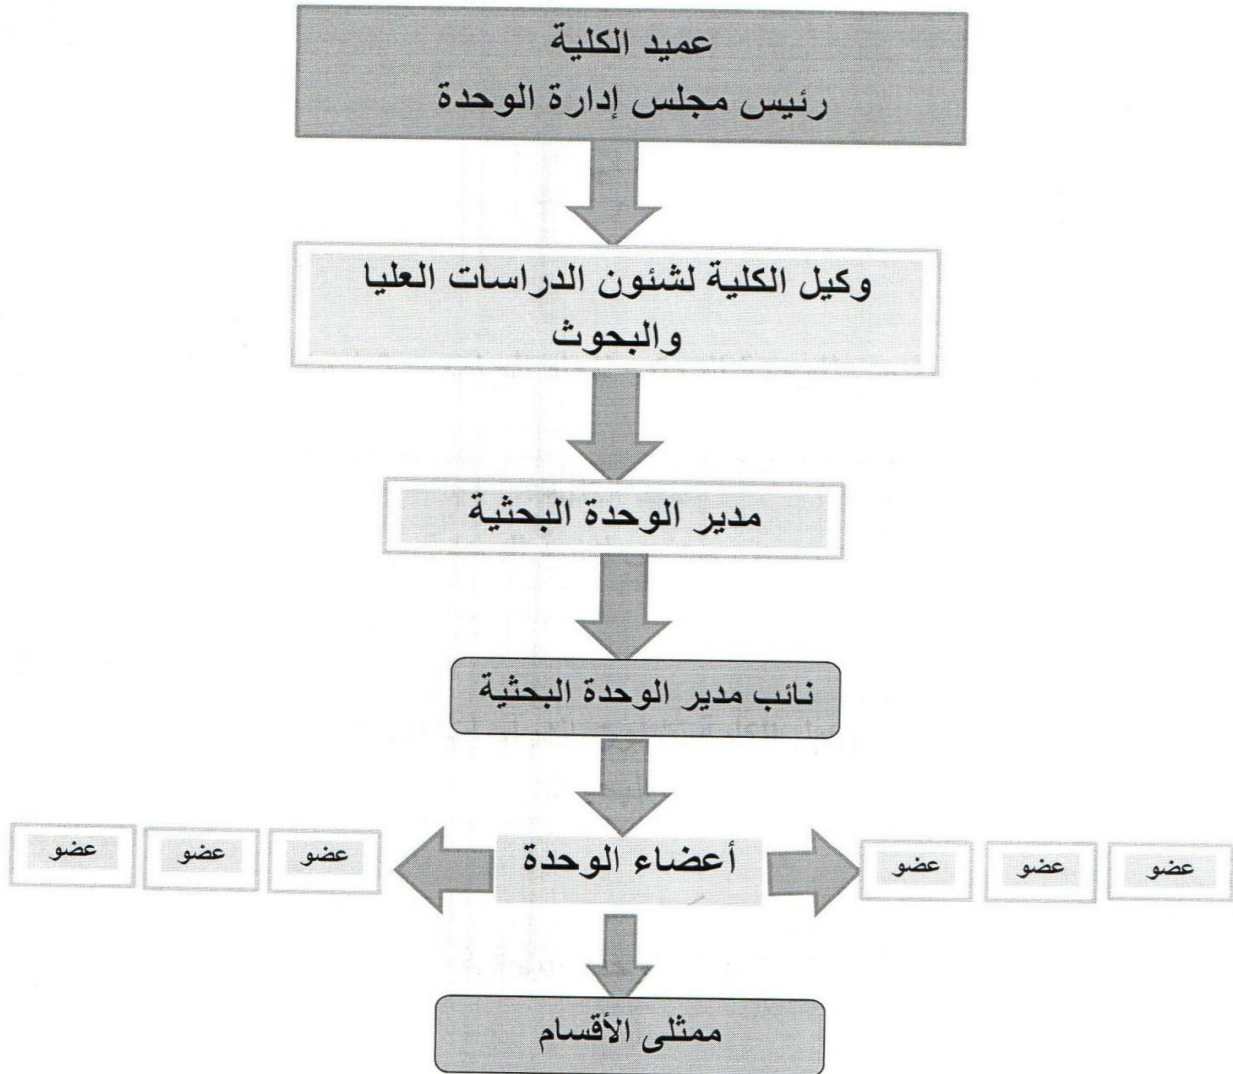 عميد الكلية
رئيس مجلس إدارة الوحدة
وكيل الكلية لشئون الدراسات العليا
والبحوث
مدير الوحدة البحثية
نائب مدير الوحدة البحثية
أعضاء الوحدة
عضو
عضو
عضو
عضو
عضو
عضو
ممثلى الأقسام